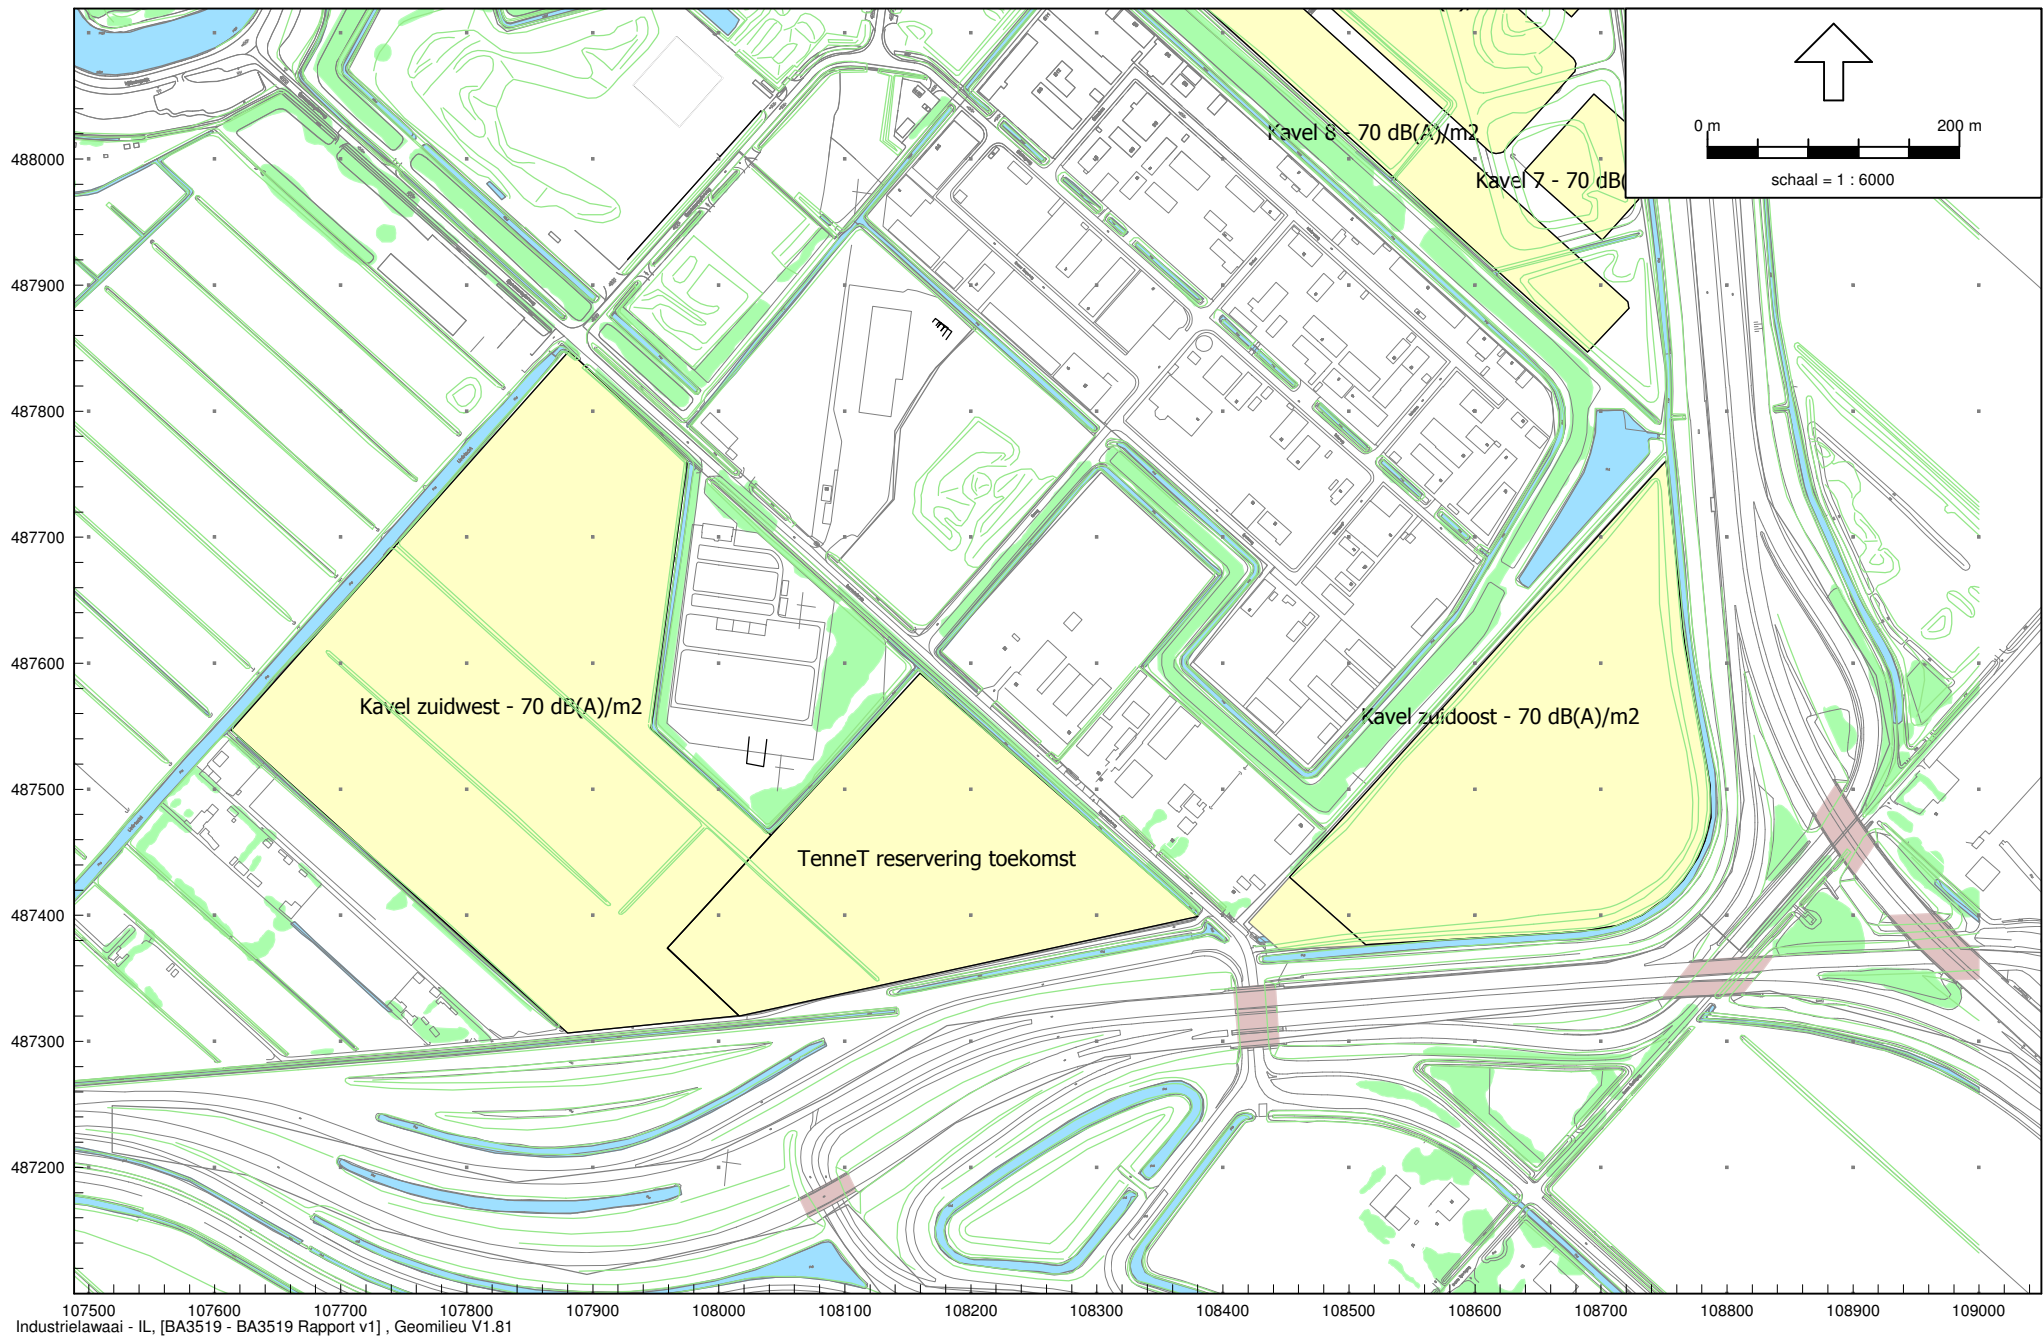 0 m 200 m
schaal = 1 : 6000
Kavel 8 - 70 dB(A)/m2
Kavel 7 - 70 dB(
488000
487900
487800
487700
487600
487500
487400
487300
487200
Kavel zuidwest - 70 dB(A)/m2
Kavel zuidoost - 70 dB(A)/m2
TenneT reservering toekomst
107500 107600 107700 107800 107900 108000 108100 108200 108300 108400 108500 108600 108700 108800 108900 109000
Industrielawaai - IL, [BA3519 - BA3519 Rapport v1] , Geomilieu V1.81